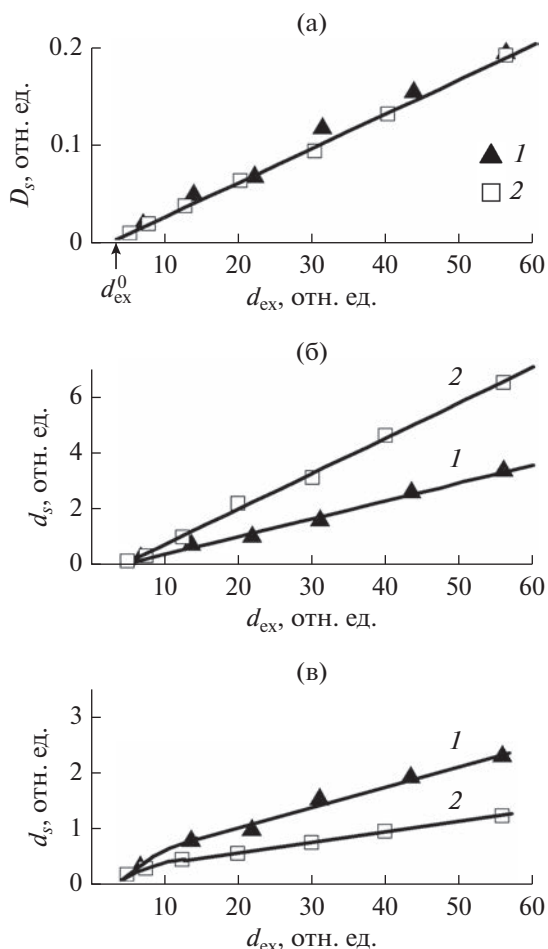 (а)
0.2
0.1
0
D_s, отн. ед.
1
2
d_ex^0
10 20 30 40 50 60
d_ex, отн. ед.
(б)
6
4
2
0
d_s, отн. ед.
2
1
10 20 30 40 50 60
d_ex, отн. ед.
(в)
3
2
1
0
d_s, отн. ед.
1
2
10 20 30 40 50 60
d_ex, отн. ед.